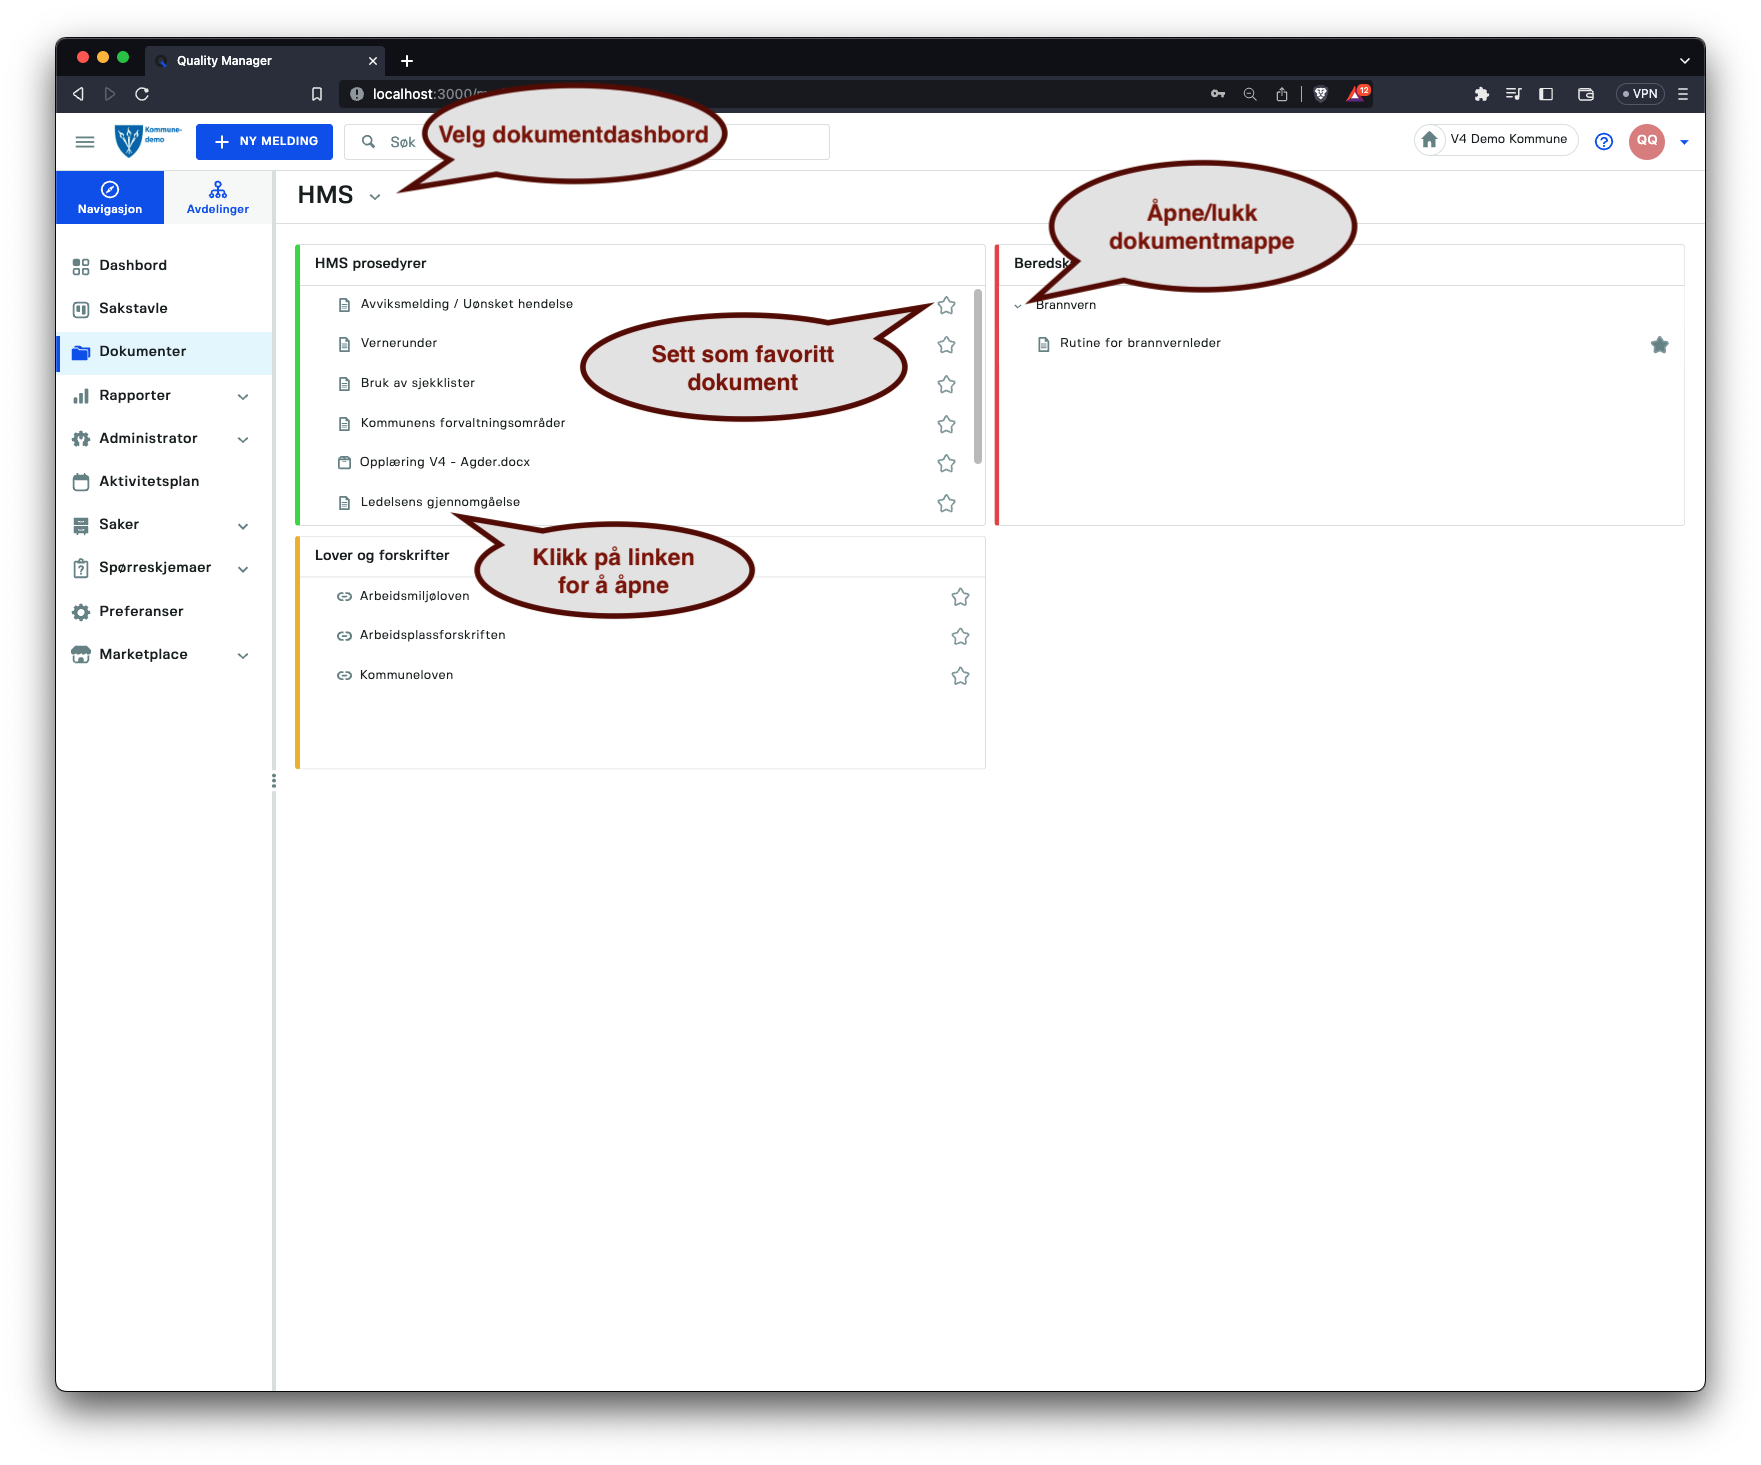 Quality Manager
localhost:3000/
12
VPN
Kommune-
demo
NY MELDING
Søk
Velg dokumentdashbord
V4 Demo Kommune
QQ
Navigasjon
Avdelinger
HMS
Åpne/lukk
dokumentmappe
Dashbord
Sakstavle
Dokumenter
Rapporter
Administrator
Aktivitetsplan
Saker
Spørreskjemaer
Preferanser
Marketplace
HMS prosedyrer
Avviksmelding / Uønsket hendelse
Vernerunder
Bruk av sjekklister
Kommunens forvaltningsområder
Opplæring V4 - Agder.docx
Ledelsens gjennomgåelse
Sett som favoritt
dokument
Brannvern
Rutine for brannvernleder
Klikk på linken
for å åpne
Lover og forskrifter
Arbeidsmiljøloven
Arbeidsplassforskriften
Kommuneloven